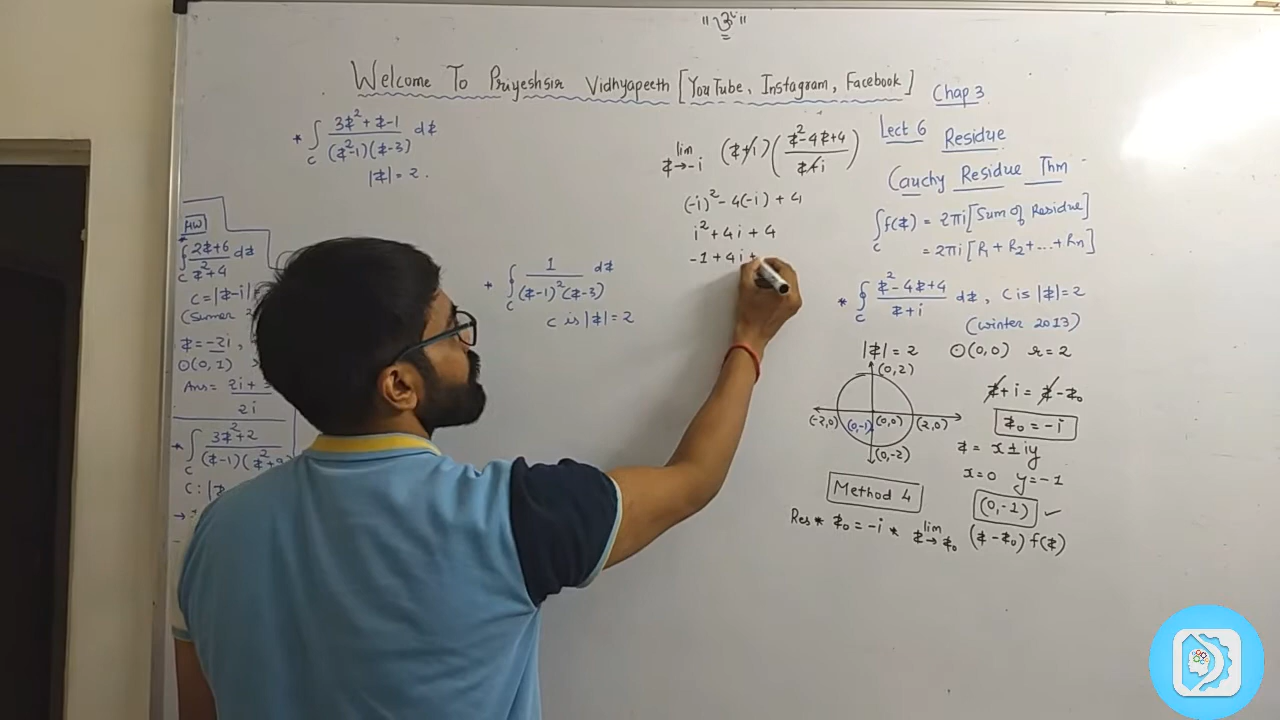 "ૐ"
Welcome To Priyeshsir Vidhyapeeth [YouTube, Instagram, Facebook]
Chap 3
* ∫c (3z²+z-1)/((z²-1)(z-3)) dz
|z|=2.
HW
* ∫c (2z+6)/(z²+4) dz
c=|z-i|
z=-2i,
⊙(0,1)
Ans=
2i
* ∫c (3z²+2)/((z-1)(z²+9
C:|z
* ∫c 1/((z-1)²(z-3)) dz
c is |z|=2
lim z→-i (z+i)((z²-4z+4)/(z+i))
(-i)²-4(-i)+4
i²+4i+4
-1+4i+
Lect 6 Residue
Cauchy Residue Thm
∫c f(z) = 2πi[Sum of Residue]
= 2πi[R₁+R₂+...+Rn]
* ∮c (z²-4z+4)/(z+i) dz, C is |z|=2
(winter 2013)
|z|=2 ⊙(0,0) r=2
(0,2)
(-2,0) (0,-1) (0,0) (2,0)
(0,-2)
z+i = z-z₀
z₀=-i
z = x±iy
x=0 y=-1
(0,-1) ✓
Method 4
Res * z₀=-i * lim z→z₀ (z-z₀)f(z)